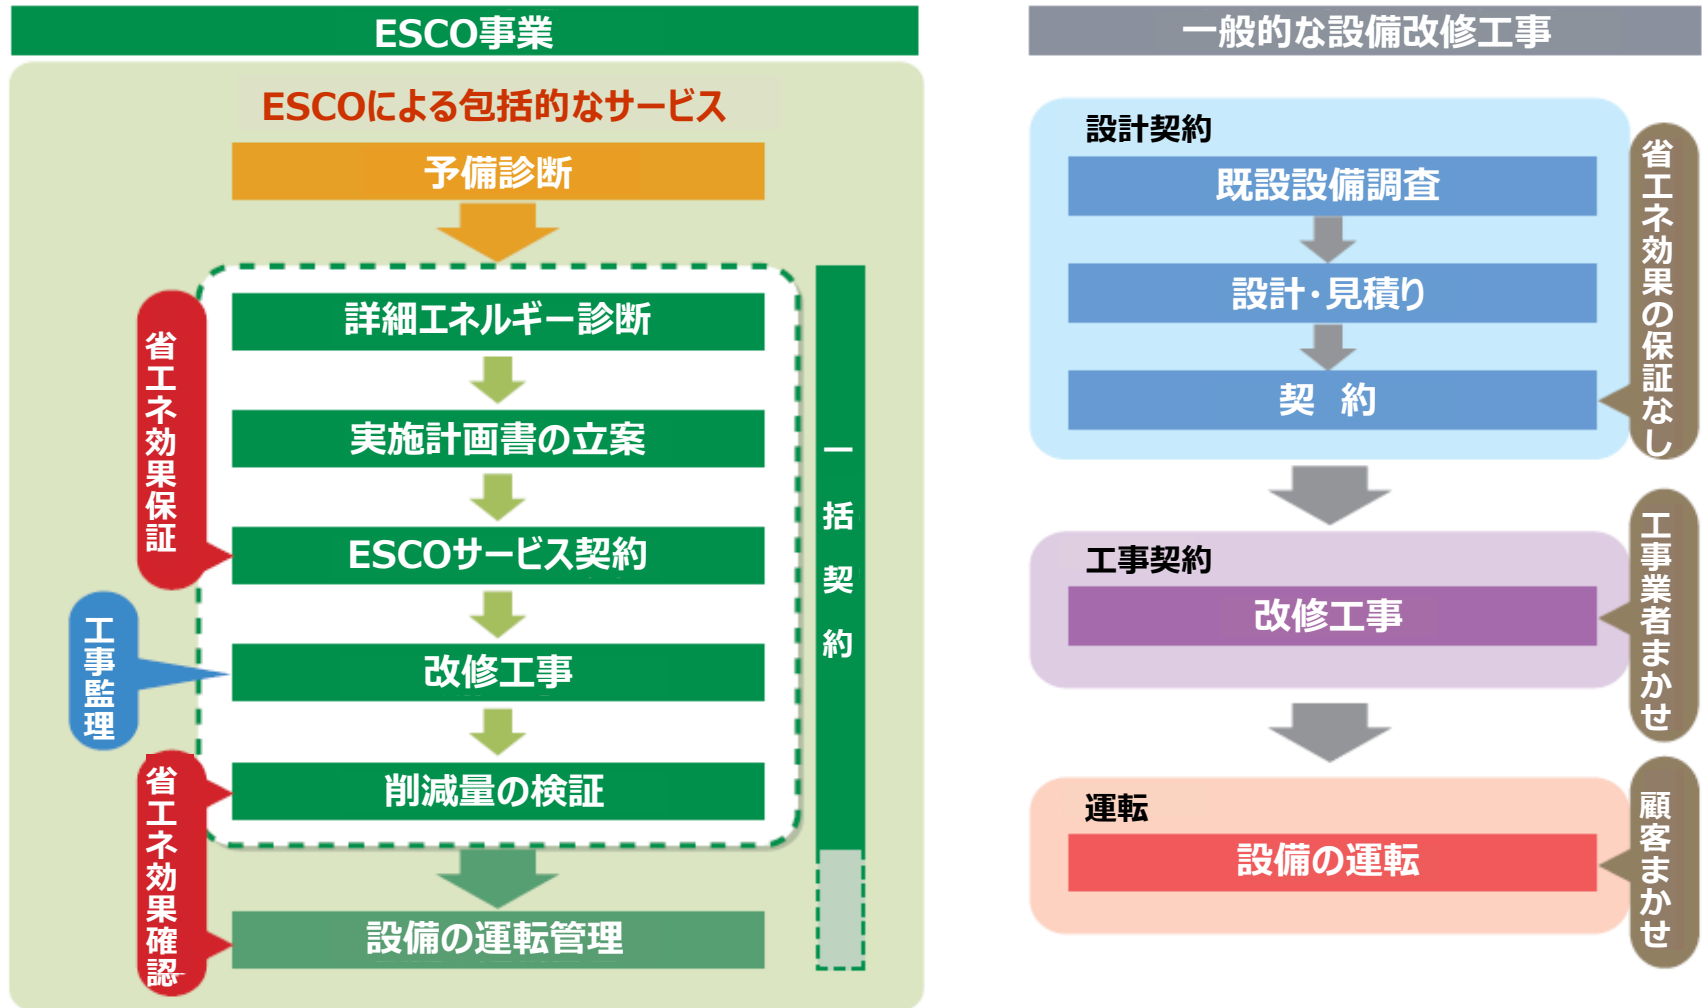 ESCO事業
ESCOによる包括的なサービス
予備診断
詳細エネルギー診断
実施計画書の立案
ESCOサービス契約
改修工事
削減量の検証
設備の運転管理
省エネ効果保証
工事監理
省エネ効果確認
一括契約
一般的な設備改修工事
設計契約
既設設備調査
設計・見積り
契 約
省エネ効果の保証なし
工事契約
改修工事
工事業者まかせ
運転
設備の運転
顧客まかせ